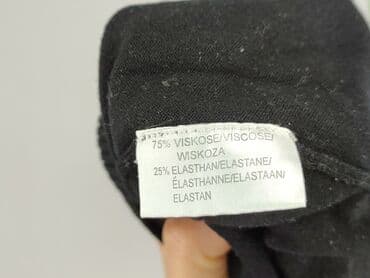 75% VISKOSE/VISCOSE/
WISKOZA
25% ELASTHAN/ELASTANE/
ÉLASTHANNE/ELASTAAN/
ELASTAN